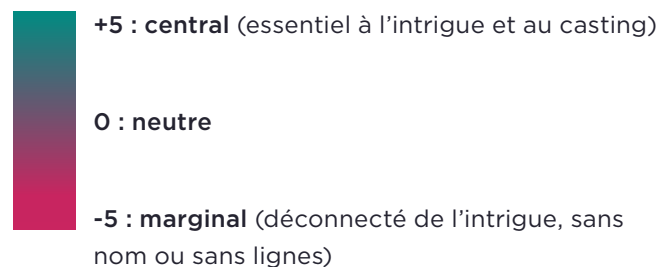 +5 : central (essentiel à l’intrigue et au casting)
0 : neutre
-5 : marginal (déconnecté de l’intrigue, sans
nom ou sans lignes)